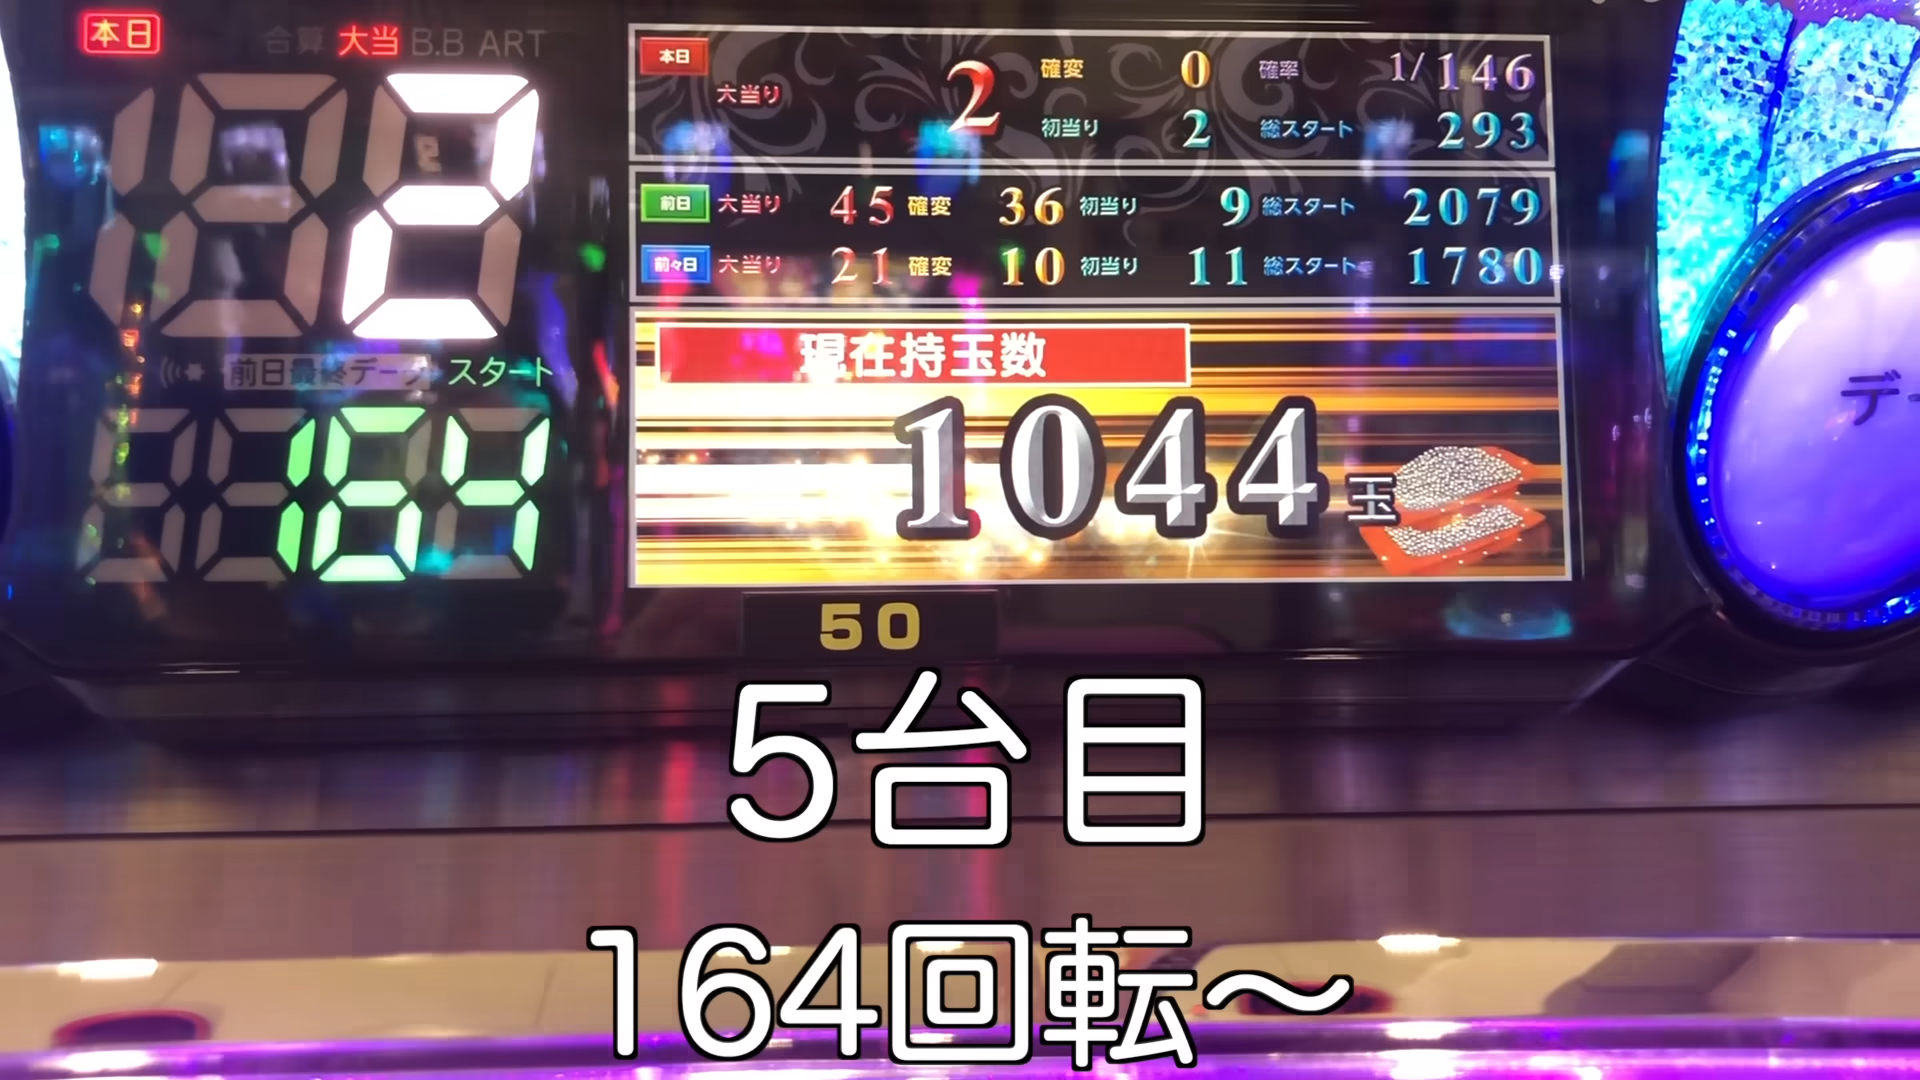 本日
合算 大当 B.B ART
2
前日最終データ スタート
164
本日 大当り 2 確変 0 確率 1/146
初当り 2 総スタート 293
前日 大当り 45 確変 36 初当り 9 総スタート 2079
前々日 大当り 21 確変 10 初当り 11 総スタート 1780
現在持玉数
1044玉
50
5台目
164回転〜